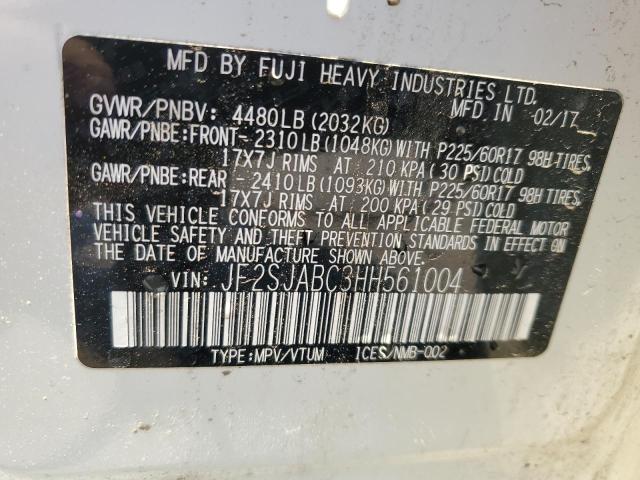 MFD BY FUJI HEAVY INDUSTRIES LTD.
GVWR/PNBV: 4480LB (2032KG) MFD IN 02/17
GAWR/PNBE:FRONT- 2310LB (1048KG) WITH P225/60R17 98H TIRES,
17X7J RIMS AT 210 KPA ( 30 PSI) COLD
GAWR/PNBE:REAR - 2410LB (1093KG) WITH P225/60R17 98H TIRES,
17X7J RIMS AT 200 KPA ( 29 PSI) COLD
THIS VEHICLE CONFORMS TO ALL APPLICABLE FEDERAL MOTOR
VEHICLE SAFETY AND THEFT PREVENTION STANDARDS IN EFFECT ON
THE DATE OF MANUFACTURE SHOWN ABOVE.
VIN: JF2SJABC3HH561004
TYPE:MPV/VTUM ICES/NMB-002